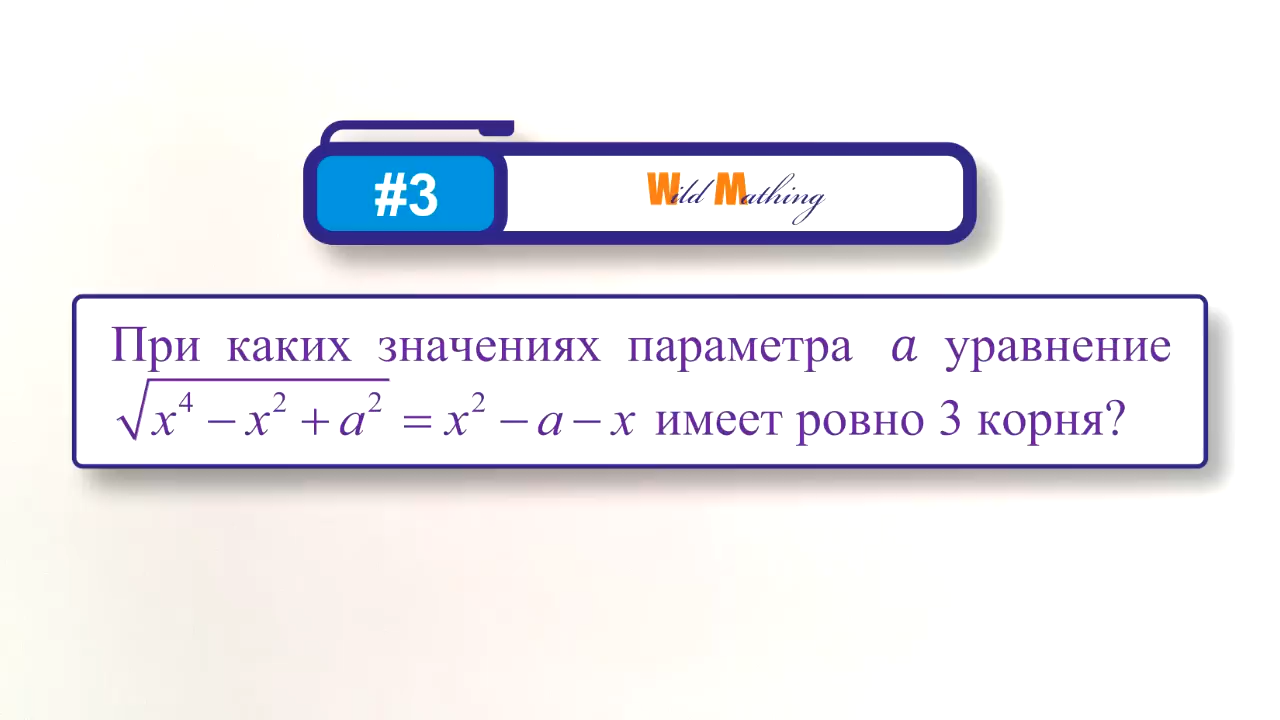 #3
Wild Mathing
При каких значениях параметра a уравнение
√(x⁴ − x² + a²) = x² − a − x имеет ровно 3 корня?